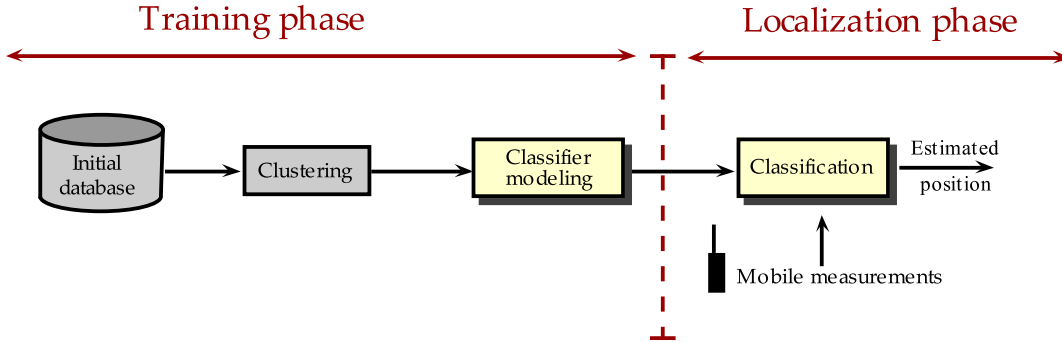 Training phase
Localization phase
Initial
database
Clustering
Classifier
modeling
Classification
Estimated
position
Mobile measurements